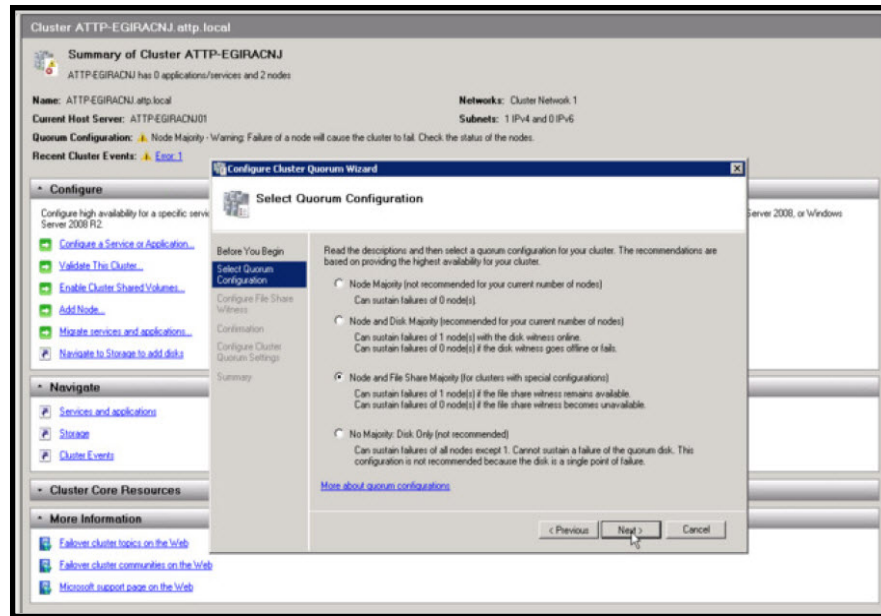 Cluster ATTP-EGIRACNJ.attp.local
Summary of Cluster ATTP-EGIRACNJ
ATTP-EGIRACNJ has 0 applications/services and 2 nodes
Name: ATTP-EGIRACNJ.attp.local
Networks: Cluster Network 1
Current Host Server: ATTP-EGIRACNJ01
Subnets: 1 IPv4 and 0 IPv6
Quorum Configuration: Node Majority - Warning: Failure of a node will cause the cluster to fail. Check the status of the nodes.
Recent Cluster Events: Error: 1
Configure
Configure high availability for a specific servic
Server 2008, or Windows
Server 2008 R2.
Configure a Service or Application...
Validate This Cluster...
Enable Cluster Shared Volumes...
Add Node...
Migrate services and applications...
Navigate to Storage to add disks
Navigate
Services and applications
Storage
Cluster Events
Cluster Core Resources
More Information
Failover cluster topics on the Web
Failover cluster communities on the Web
Microsoft support page on the Web
Configure Cluster Quorum Wizard
Select Quorum Configuration
Before You Begin
Select Quorum
Configuration
Configure File Share
Witness
Confirmation
Configure Cluster
Quorum Settings
Summary
Read the descriptions and then select a quorum configuration for your cluster. The recommendations are
based on providing the highest availability for your cluster.
Node Majority (not recommended for your current number of nodes)
Can sustain failures of 0 node(s).
Node and Disk Majority (recommended for your current number of nodes)
Can sustain failures of 1 node(s) with the disk witness online.
Can sustain failures of 0 node(s) if the disk witness goes offline or fails.
Node and File Share Majority (for clusters with special configurations)
Can sustain failures of 1 node(s) if the file share witness remains available.
Can sustain failures of 0 node(s) if the file share witness becomes unavailable.
No Majority: Disk Only (not recommended)
Can sustain failures of all nodes except 1. Cannot sustain a failure of the quorum disk. This
configuration is not recommended because the disk is a single point of failure.
More about quorum configurations
< Previous
Next >
Cancel